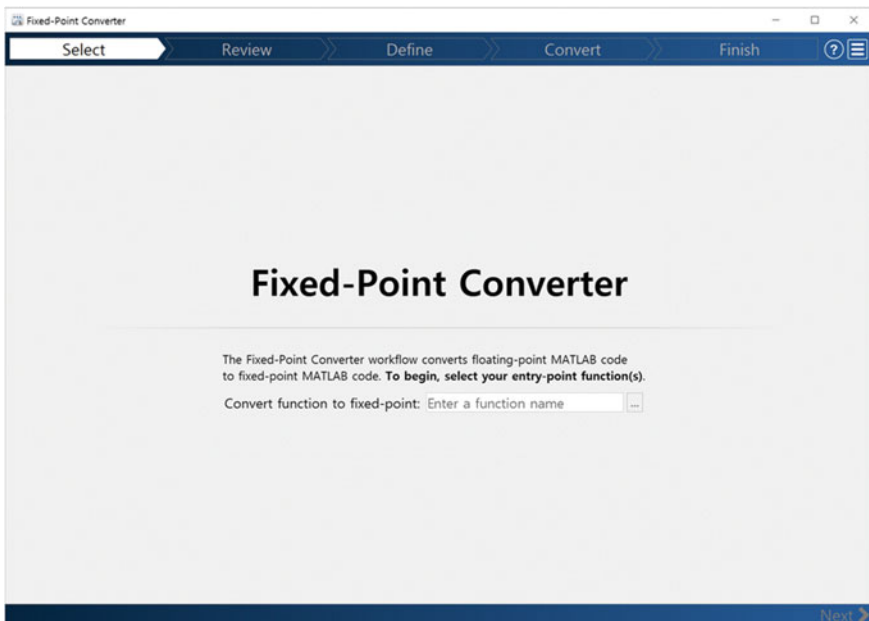 Fixed-Point Converter
Select
Review
Define
Convert
Finish
?
Fixed-Point Converter
The Fixed-Point Converter workflow converts floating-point MATLAB code
to fixed-point MATLAB code. To begin, select your entry-point function(s).
Convert function to fixed-point: Enter a function name ...
Next